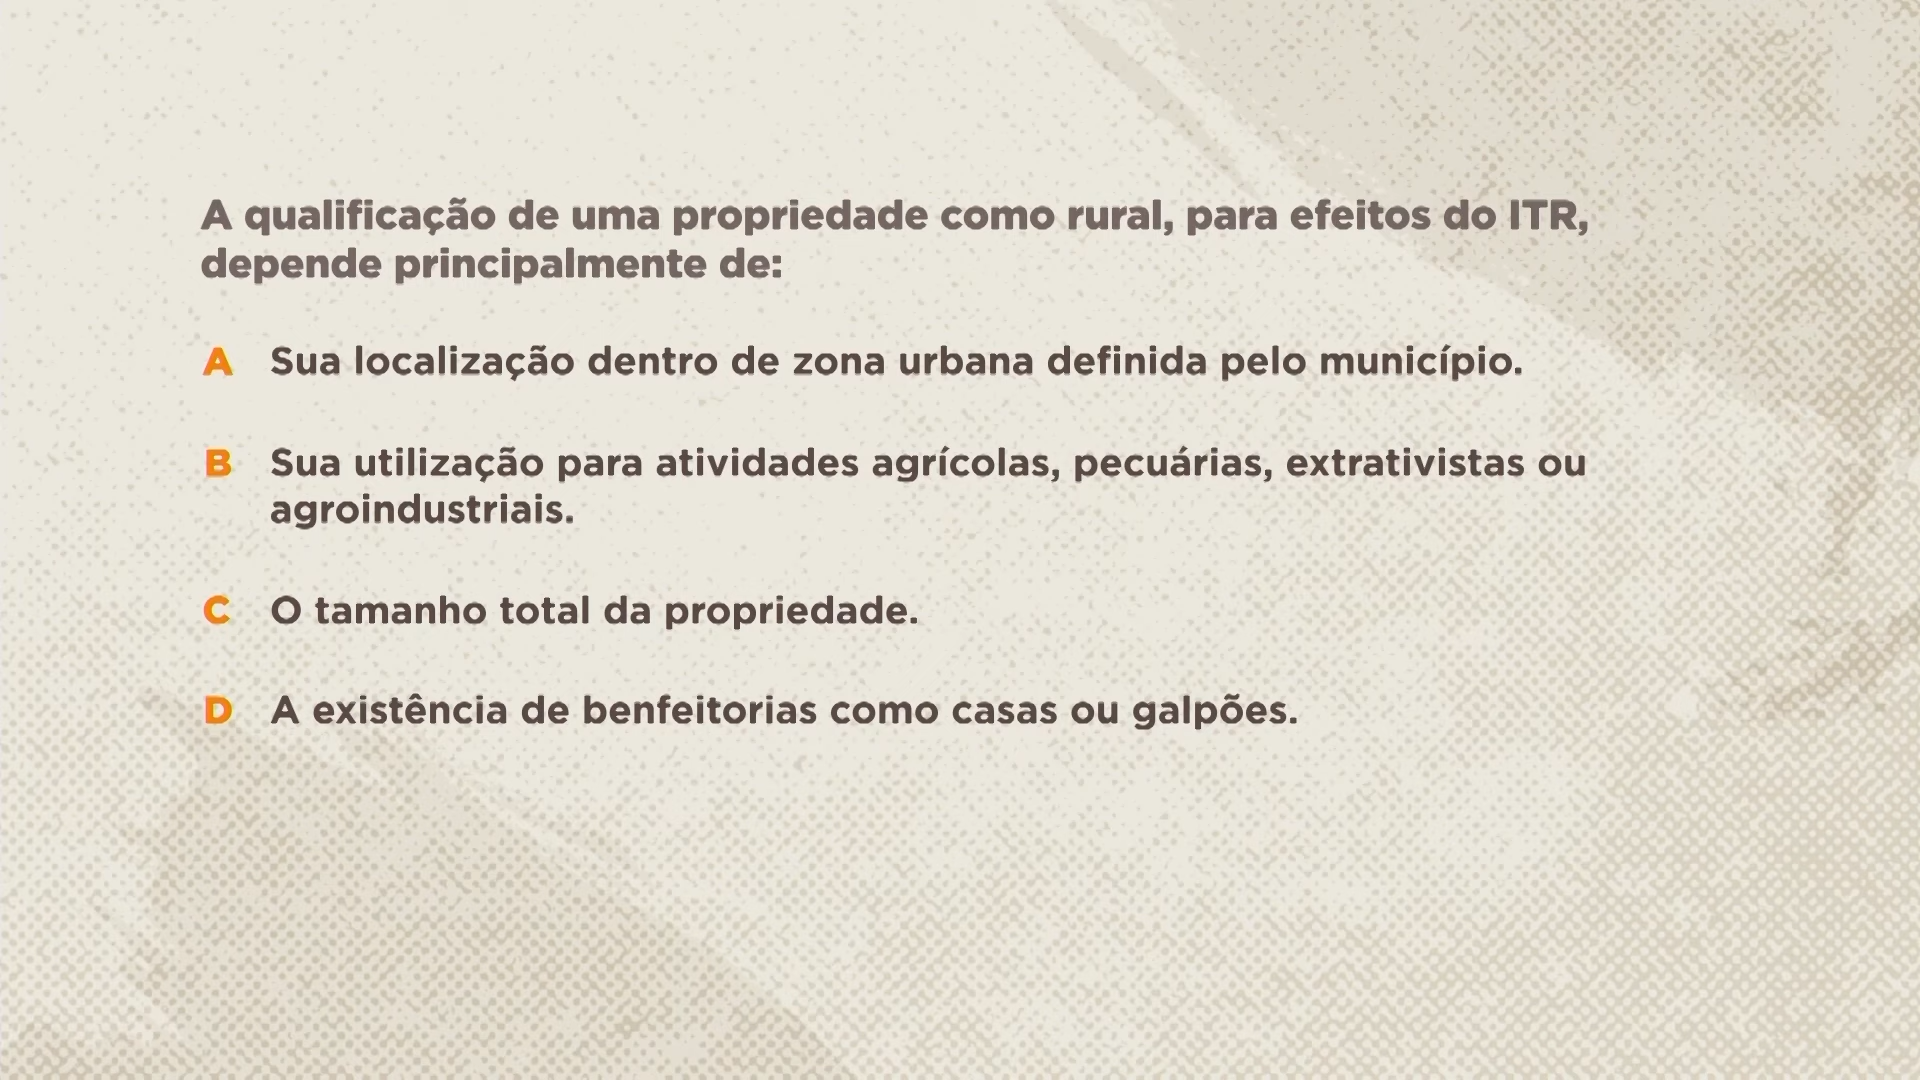 A qualificação de uma propriedade como rural, para efeitos do ITR,
depende principalmente de:
A Sua localização dentro de zona urbana definida pelo município.
B Sua utilização para atividades agrícolas, pecuárias, extrativistas ou
agroindustriais.
C O tamanho total da propriedade.
D A existência de benfeitorias como casas ou galpões.